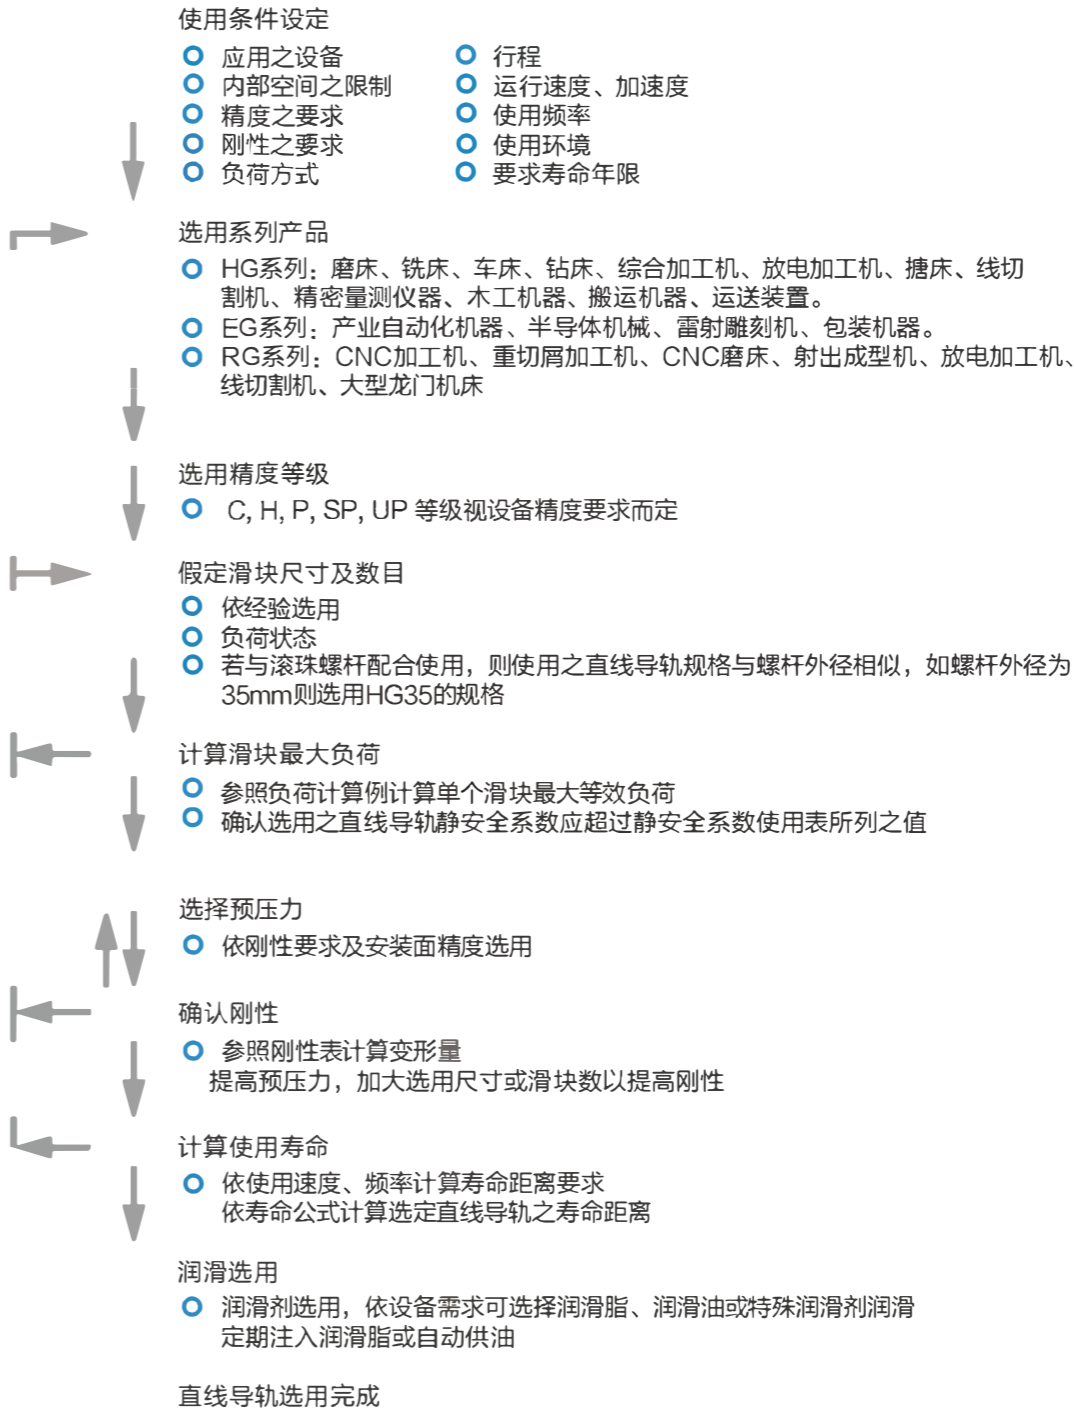 使用条件设定
应用之设备
行程
内部空间之限制
运行速度、加速度
精度之要求
使用频率
刚性之要求
使用环境
负荷方式
要求寿命年限
选用系列产品
HG系列：磨床、铣床、车床、钻床、综合加工机、放电加工机、搪床、线切
割机、精密量测仪器、木工机器、搬运机器、运送装置。
EG系列：产业自动化机器、半导体机械、雷射雕刻机、包装机器。
RG系列：CNC加工机、重切屑加工机、CNC磨床、射出成型机、放电加工机、
线切割机、大型龙门机床
选用精度等级
C, H, P, SP, UP 等级视设备精度要求而定
假定滑块尺寸及数目
依经验选用
负荷状态
若与滚珠螺杆配合使用，则使用之直线导轨规格与螺杆外径相似，如螺杆外径为
35mm则选用HG35的规格
计算滑块最大负荷
参照负荷计算例计算单个滑块最大等效负荷
确认选用之直线导轨静安全系数应超过静安全系数使用表所列之值
选择预压力
依刚性要求及安装面精度选用
确认刚性
参照刚性表计算变形量
提高预压力，加大选用尺寸或滑块数以提高刚性
计算使用寿命
依使用速度、频率计算寿命距离要求
依寿命公式计算选定直线导轨之寿命距离
润滑选用
润滑剂选用，依设备需求可选择润滑脂、润滑油或特殊润滑剂润滑
定期注入润滑脂或自动供油
直线导轨选用完成